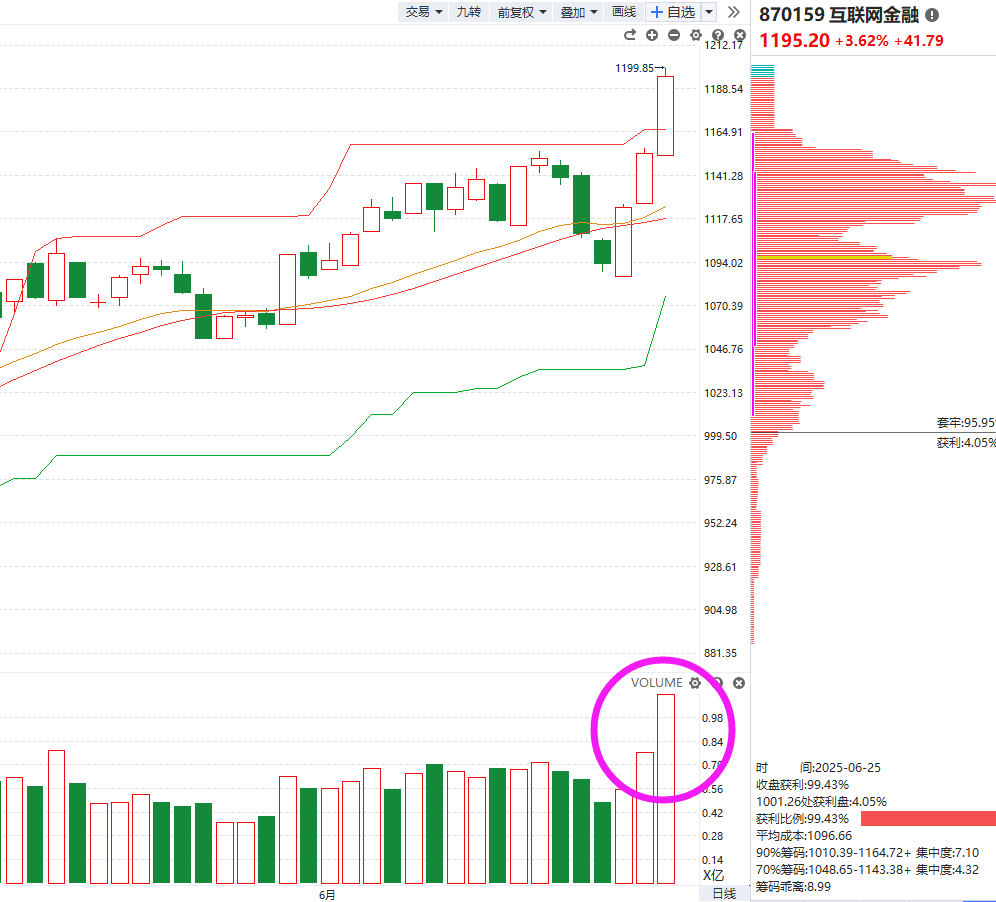 交易 九转 前复权 叠加 画线 + 自选
870159 互联网金融
1195.20 +3.62% +41.79
1212.17
1199.85
1188.54
1164.91
1141.28
1117.65
1094.02
1070.39
1046.76
1023.13
999.50
975.87
952.24
928.61
904.98
881.35
套牢:95.95
获利:4.05%
VOLUME
0.98
0.84
0.70
0.56
0.42
0.28
0.14
X亿
6月
日线
时 间:2025-06-25
收盘获利:99.43%
1001.26处获利盘:4.05%
获利比例:99.43%
平均成本:1096.66
90%筹码:1010.39-1164.72+ 集中度:7.10
70%筹码:1048.65-1143.38+ 集中度:4.32
筹码乖离:8.99